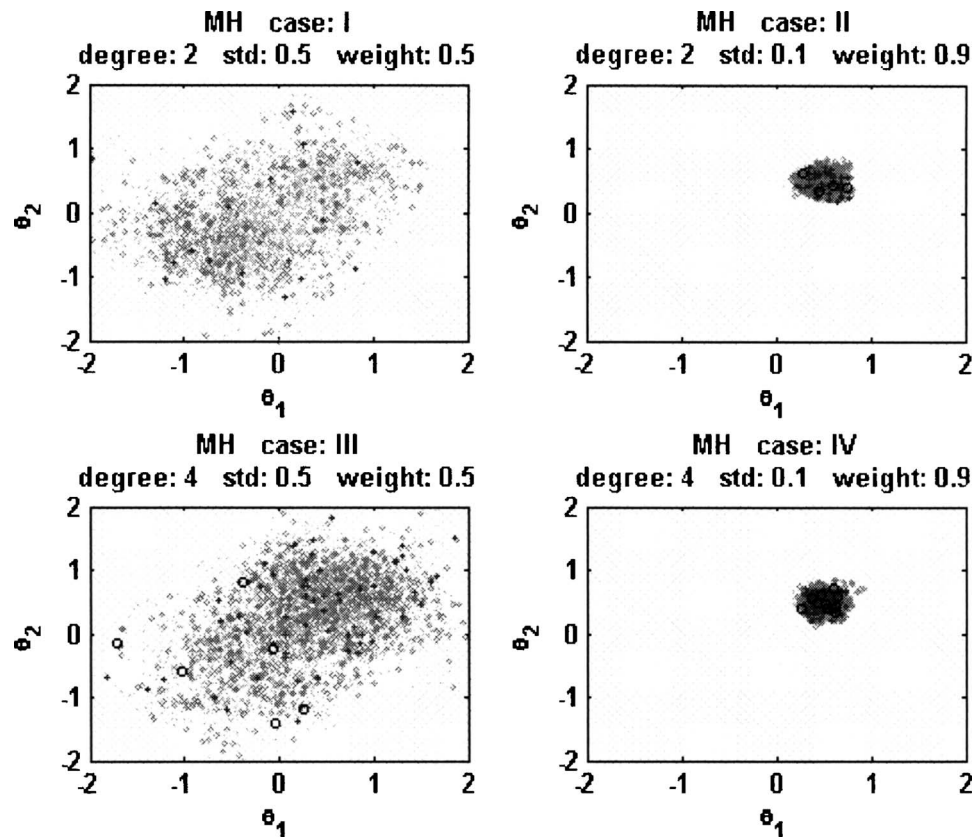 MH case: I
degree: 2 std: 0.5 weight: 0.5
2
1
0
-1
-2
θ2
-2 -1 0 1 2
θ1
MH case: II
degree: 2 std: 0.1 weight: 0.9
2
1
0
-1
-2
θ2
-2 -1 0 1 2
θ1
MH case: III
degree: 4 std: 0.5 weight: 0.5
2
1
0
-1
-2
θ2
-2 -1 0 1 2
θ1
MH case: IV
degree: 4 std: 0.1 weight: 0.9
2
1
0
-1
-2
θ2
-2 -1 0 1 2
θ1